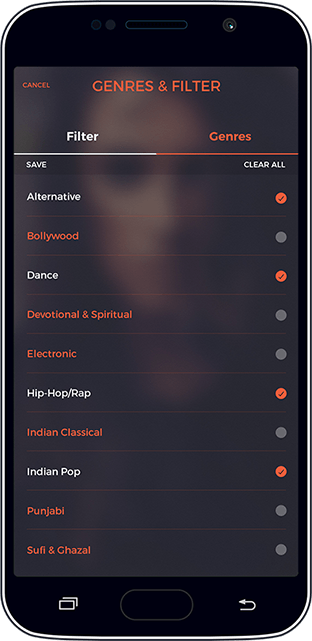 CANCEL GENRES & FILTER
Filter Genres
SAVE CLEAR ALL
Alternative
Bollywood
Dance
Devotional & Spiritual
Electronic
Hip-Hop/Rap
Indian Classical
Indian Pop
Punjabi
Sufi & Ghazal